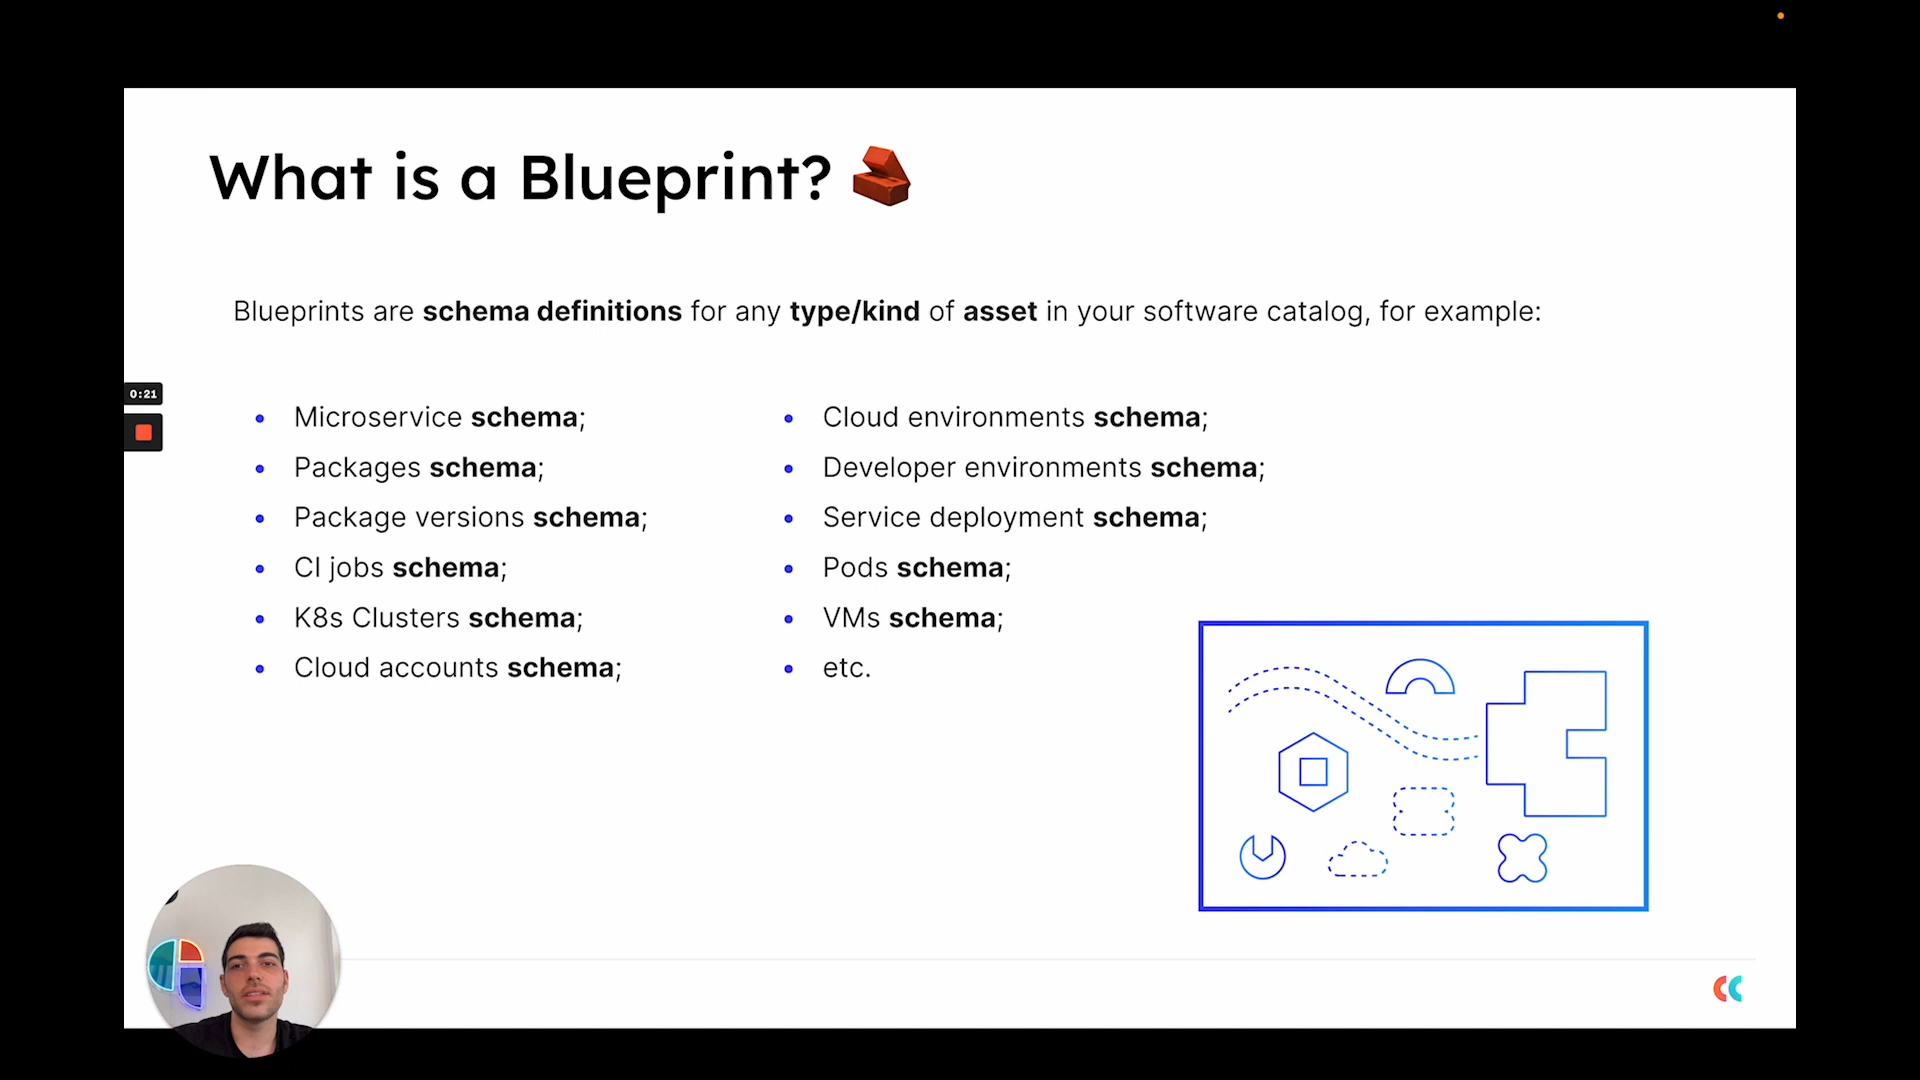 What is a Blueprint?
Blueprints are schema definitions for any type/kind of asset in your software catalog, for example:
0:21
Microservice schema;
Packages schema;
Package versions schema;
CI jobs schema;
K8s Clusters schema;
Cloud accounts schema;
Cloud environments schema;
Developer environments schema;
Service deployment schema;
Pods schema;
VMs schema;
etc.